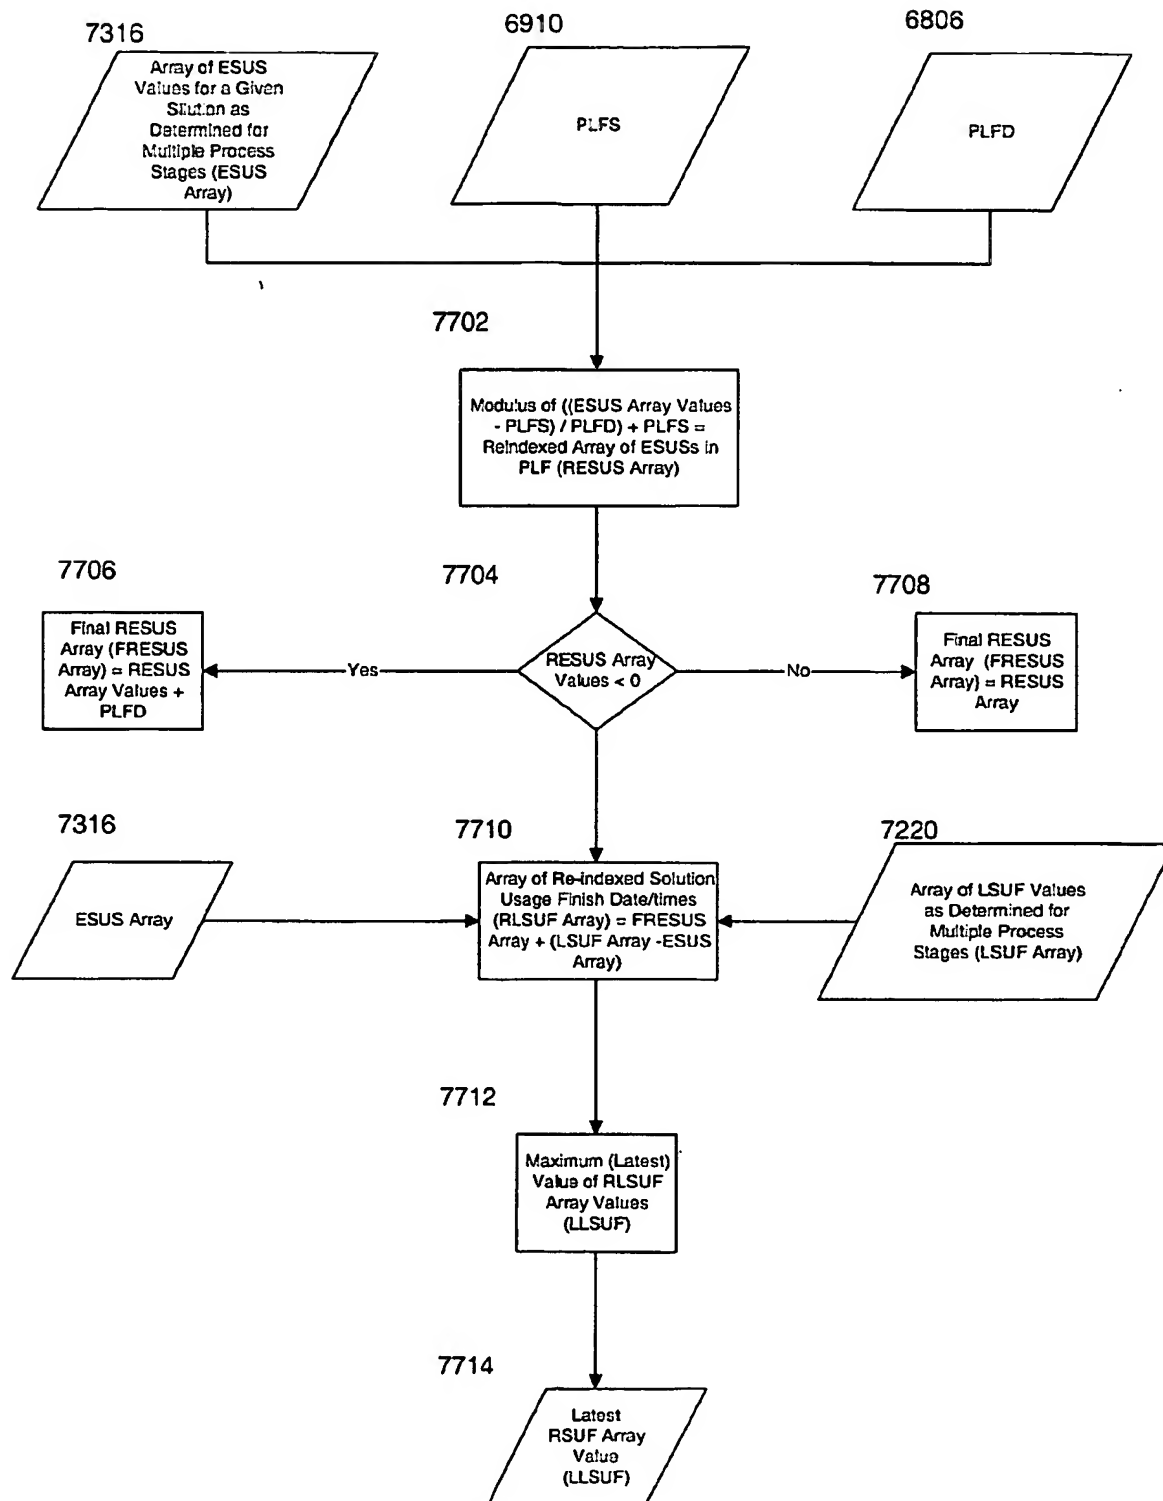 7316
6910
6806
Array of ESUS
Values for a Given
Silution as
Determined for
Multiple Process
Stages (ESUS
Array)
PLFS
PLFD
7702
Modulus of ((ESUS Array Values
- PLFS) / PLFD) + PLFS =
Reindexed Array of ESUSs in
PLF (RESUS Array)
7706
7704
7708
Final RESUS
Array (FRESUS
Array) = RESUS
Array Values +
PLFD
Yes
RESUS Array
Values < 0
No
Final RESUS
Array (FRESUS
Array) = RESUS
Array
7316
7710
7220
ESUS Array
Array of Re-indexed Solution
Usage Finish Date/times
(RLSUF Array) = FRESUS
Array + (LSUF Array -ESUS
Array)
Array of LSUF Values
as Determined for
Multiple Process
Stages (LSUF Array)
7712
Maximum (Latest)
Value of RLSUF
Array Values
(LLSUF)
7714
Latest
RSUF Array
Value
(LLSUF)